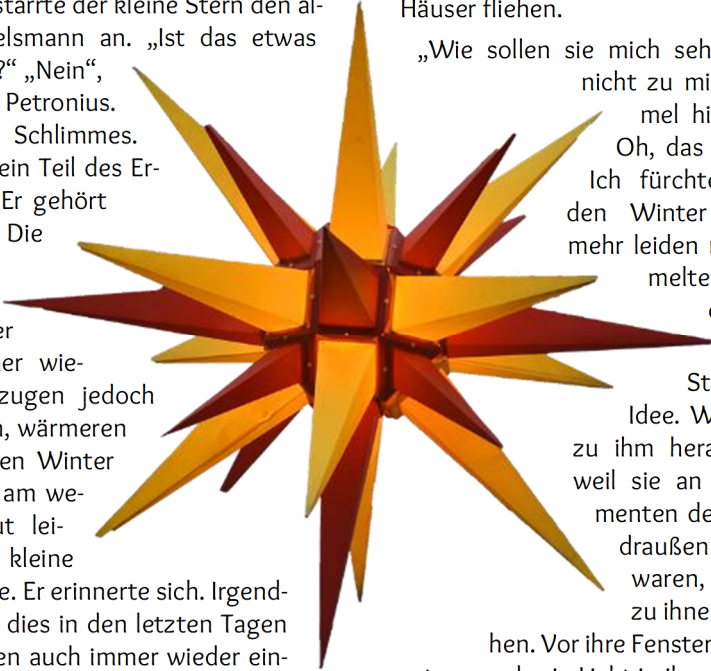 starrte der kleine Stern den äl-
elsmann an. „Ist das etwas
?“ „Nein“,
Petronius.
Schlimmes.
ein Teil des Er-
Er gehört
Die
er
her wie-
zugen jedoch
n, wärmeren
en Winter
am we-
ut lei-
kleine
e. Er erinnerte sich. Irgend-
dies in den letzten Tagen
en auch immer wieder ein-
Häuser fliehen.
„Wie sollen sie mich seh
nicht zu mi
mel hi
Oh, das
Ich fürchte
den Winter
mehr leiden
melte
St
Idee. W
zu ihm hera
weil sie an
menten de
draußen
waren,
zu ihne
hen. Vor ihre Fenster